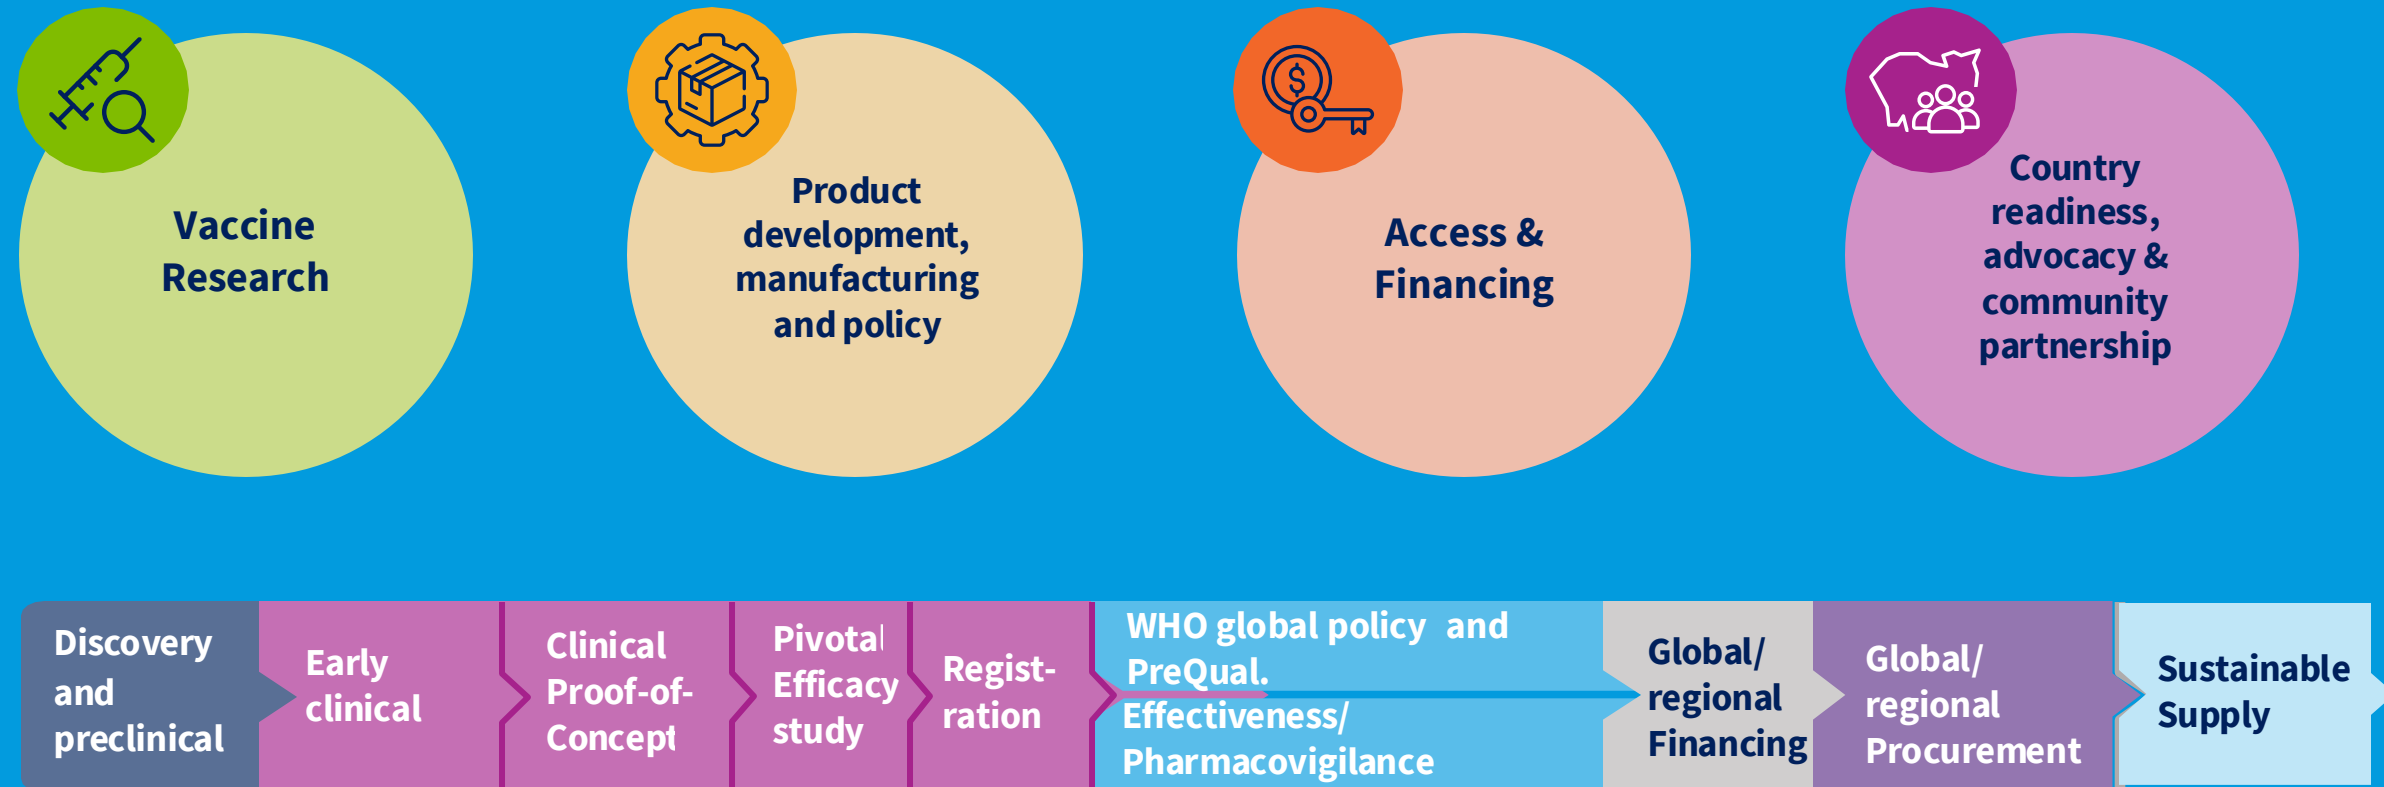 Vaccine
Research
Product
development,
manufacturing
and policy
$
Access &
Financing
Country
readiness,
advocacy &
community
partnership
Discovery
and
preclinical
Early
clinical
Clinical
Proof-of-
Concept
Pivotal
Efficacy
study
Regist-
ration
WHO global policy and
PreQual.
Effectiveness/
Pharmacovigilance
Global/
regional
Financing
Global/
regional
Procurement
Sustainable
Supply